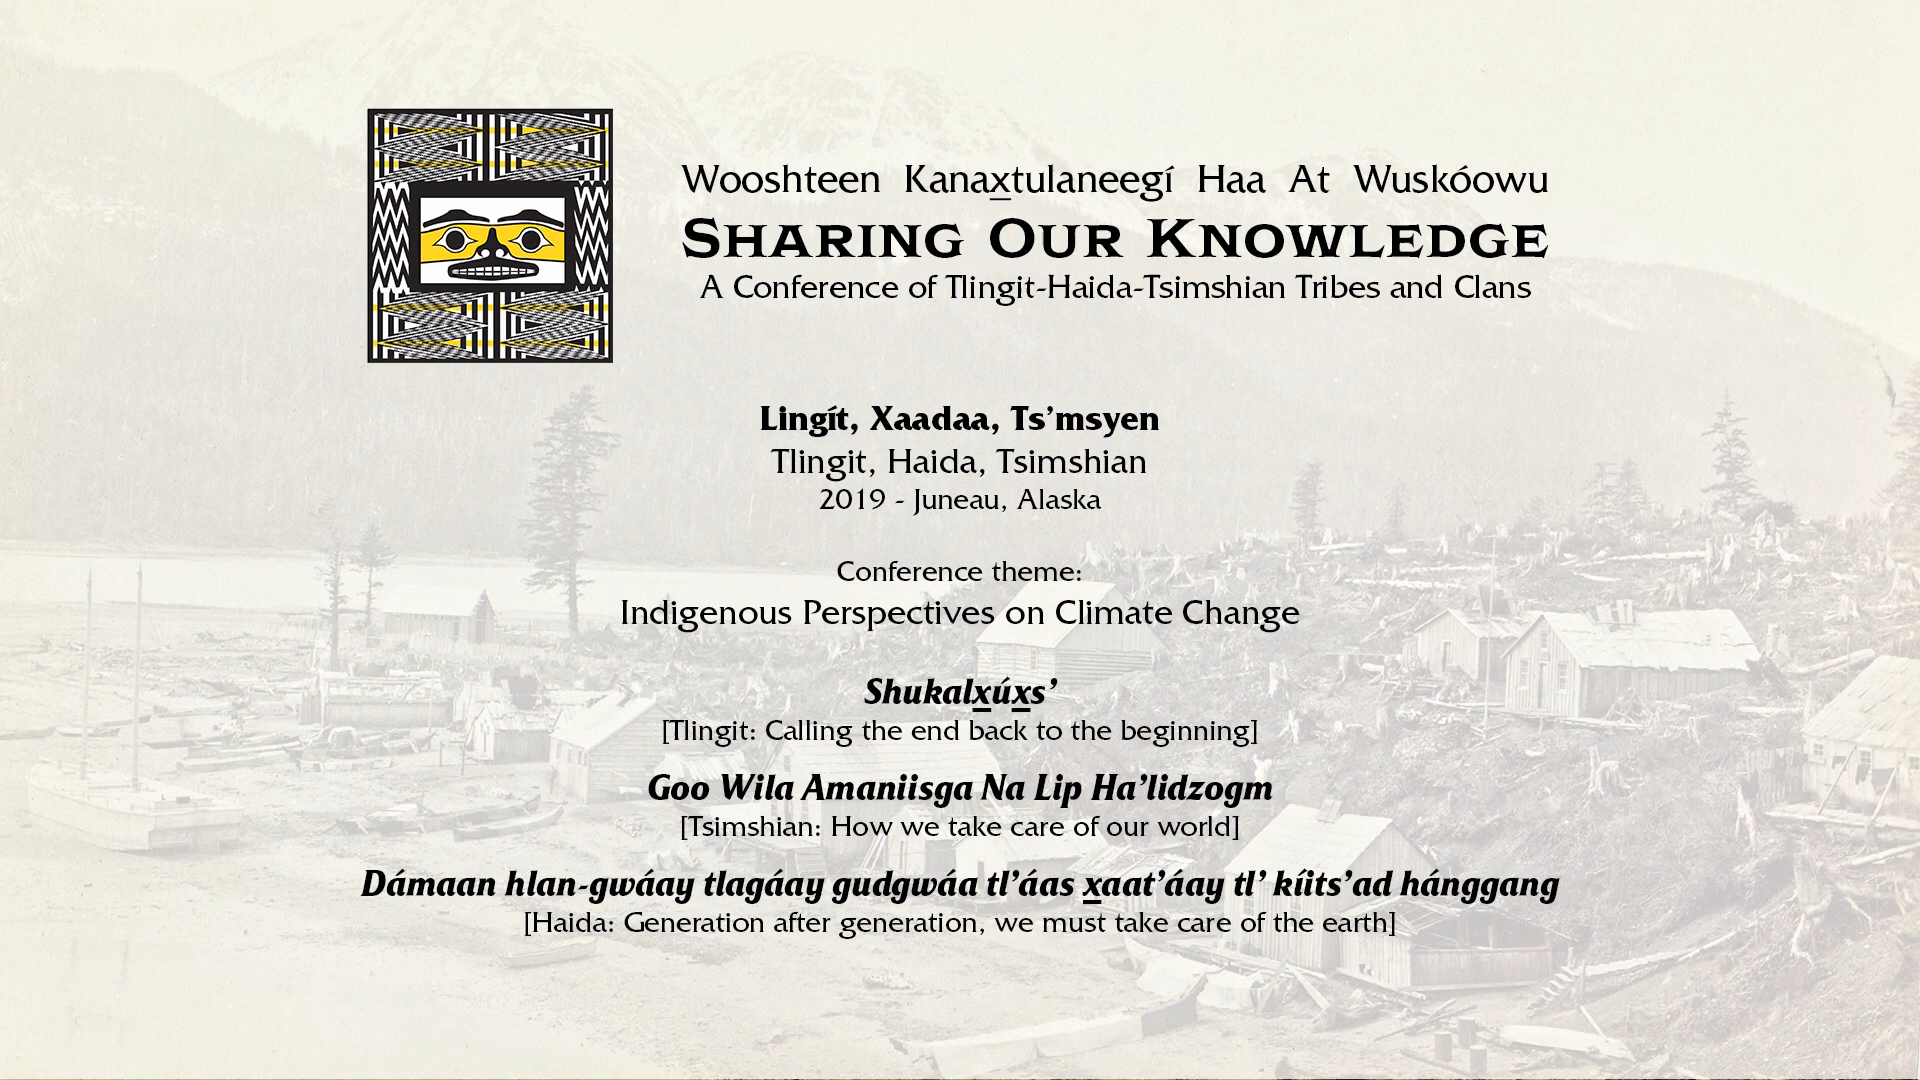 Wooshteen Kanax̲tulaneegí Haa At Wuskóowu
Sharing Our Knowledge
A Conference of Tlingit-Haida-Tsimshian Tribes and Clans
Lingít, Xaadaa, Ts’msyen
Tlingit, Haida, Tsimshian
2019 - Juneau, Alaska
Conference theme:
Indigenous Perspectives on Climate Change
Shukalx̲úx̲s’
[Tlingit: Calling the end back to the beginning]
Goo Wila Amaniisga Na Lip Ha’lidzogm
[Tsimshian: How we take care of our world]
Dámaan hlan-gwáay tlagáay gudgwáa tl’áas x̲aat’áay tl’ kíits’ad hánggang
[Haida: Generation after generation, we must take care of the earth]